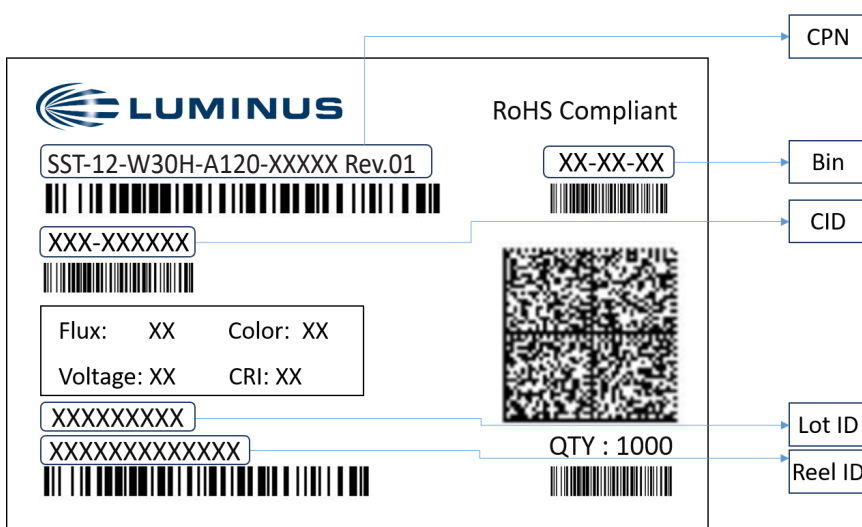 CPN
LUMINUS
RoHS Compliant
SST-12-W30H-A120-XXXXX Rev.01
XX-XX-XX
Bin
XXX-XXXXXX
CID
Flux: XX Color: XX
Voltage: XX CRI: XX
XXXXXXXXX
Lot ID
XXXXXXXXXXXXX
QTY : 1000
Reel ID